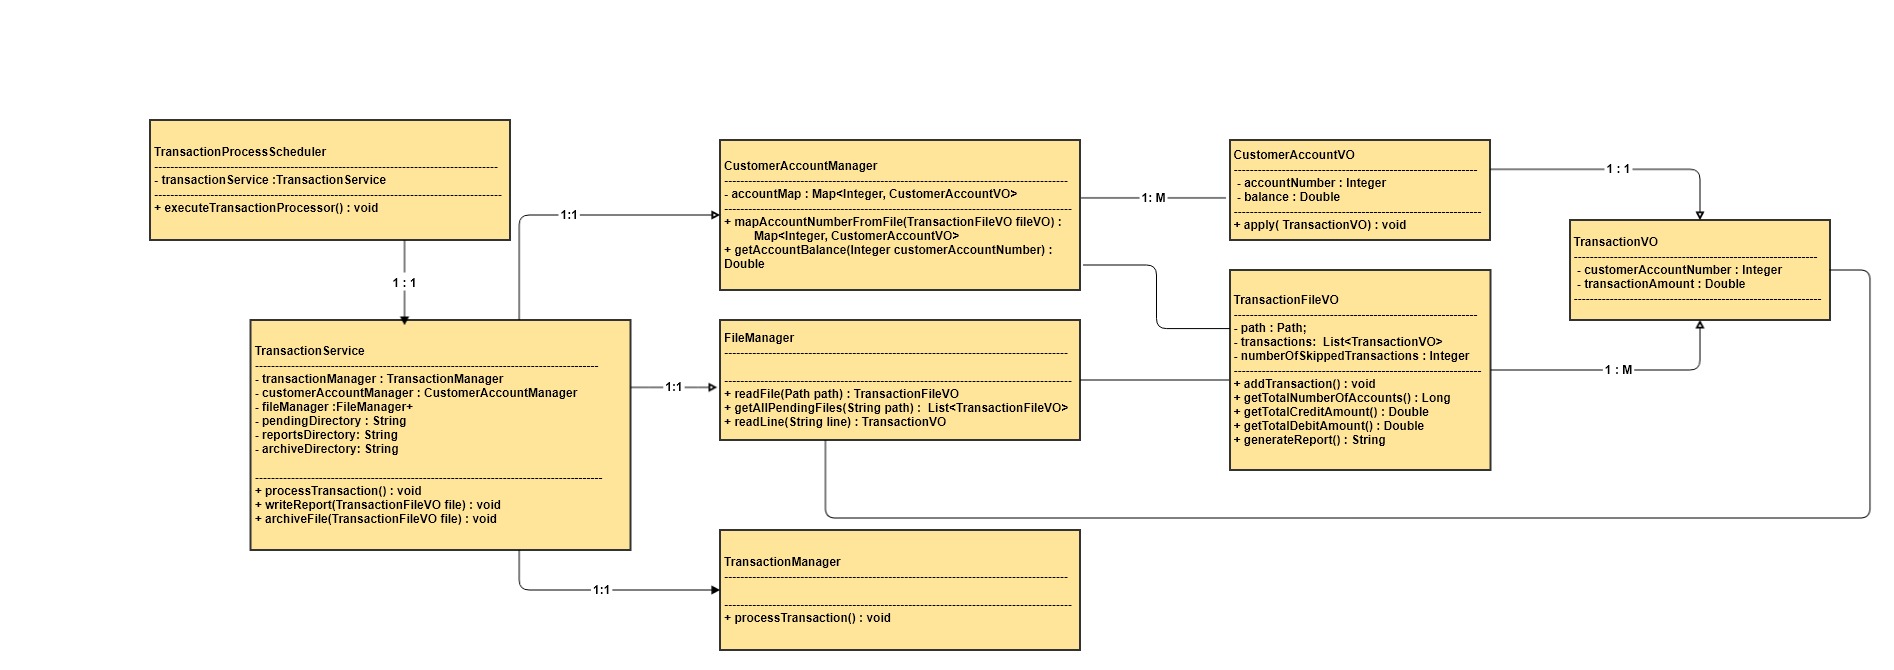 TransactionProcessScheduler
- transactionService :TransactionService
+ executeTransactionProcessor() : void
1 : 1
TransactionService
- transactionManager : TransactionManager
- customerAccountManager : CustomerAccountManager
- fileManager :FileManager+
- pendingDirectory : String
- reportsDirectory: String
- archiveDirectory: String
+ processTransaction() : void
+ writeReport(TransactionFileVO file) : void
+ archiveFile(TransactionFileVO file) : void
1:1
1:1
1:1
CustomerAccountManager
- accountMap : Map<Integer, CustomerAccountVO>
+ mapAccountNumberFromFile(TransactionFileVO fileVO) :
Map<Integer, CustomerAccountVO>
+ getAccountBalance(Integer customerAccountNumber) :
Double
FileManager
+ readFile(Path path) : TransactionFileVO
+ getAllPendingFiles(String path) :  List<TransactionFileVO>
+ readLine(String line) : TransactionVO
TransactionManager
+ processTransaction() : void
1: M
CustomerAccountVO
- accountNumber : Integer
- balance : Double
+ apply( TransactionVO) : void
TransactionFileVO
- path : Path;
- transactions:  List<TransactionVO>
- numberOfSkippedTransactions : Integer
+ addTransaction() : void
+ getTotalNumberOfAccounts() : Long
+ getTotalCreditAmount() : Double
+ getTotalDebitAmount() : Double
+ generateReport() : String
1 : 1
1 : M
TransactionVO
- customerAccountNumber : Integer
- transactionAmount : Double